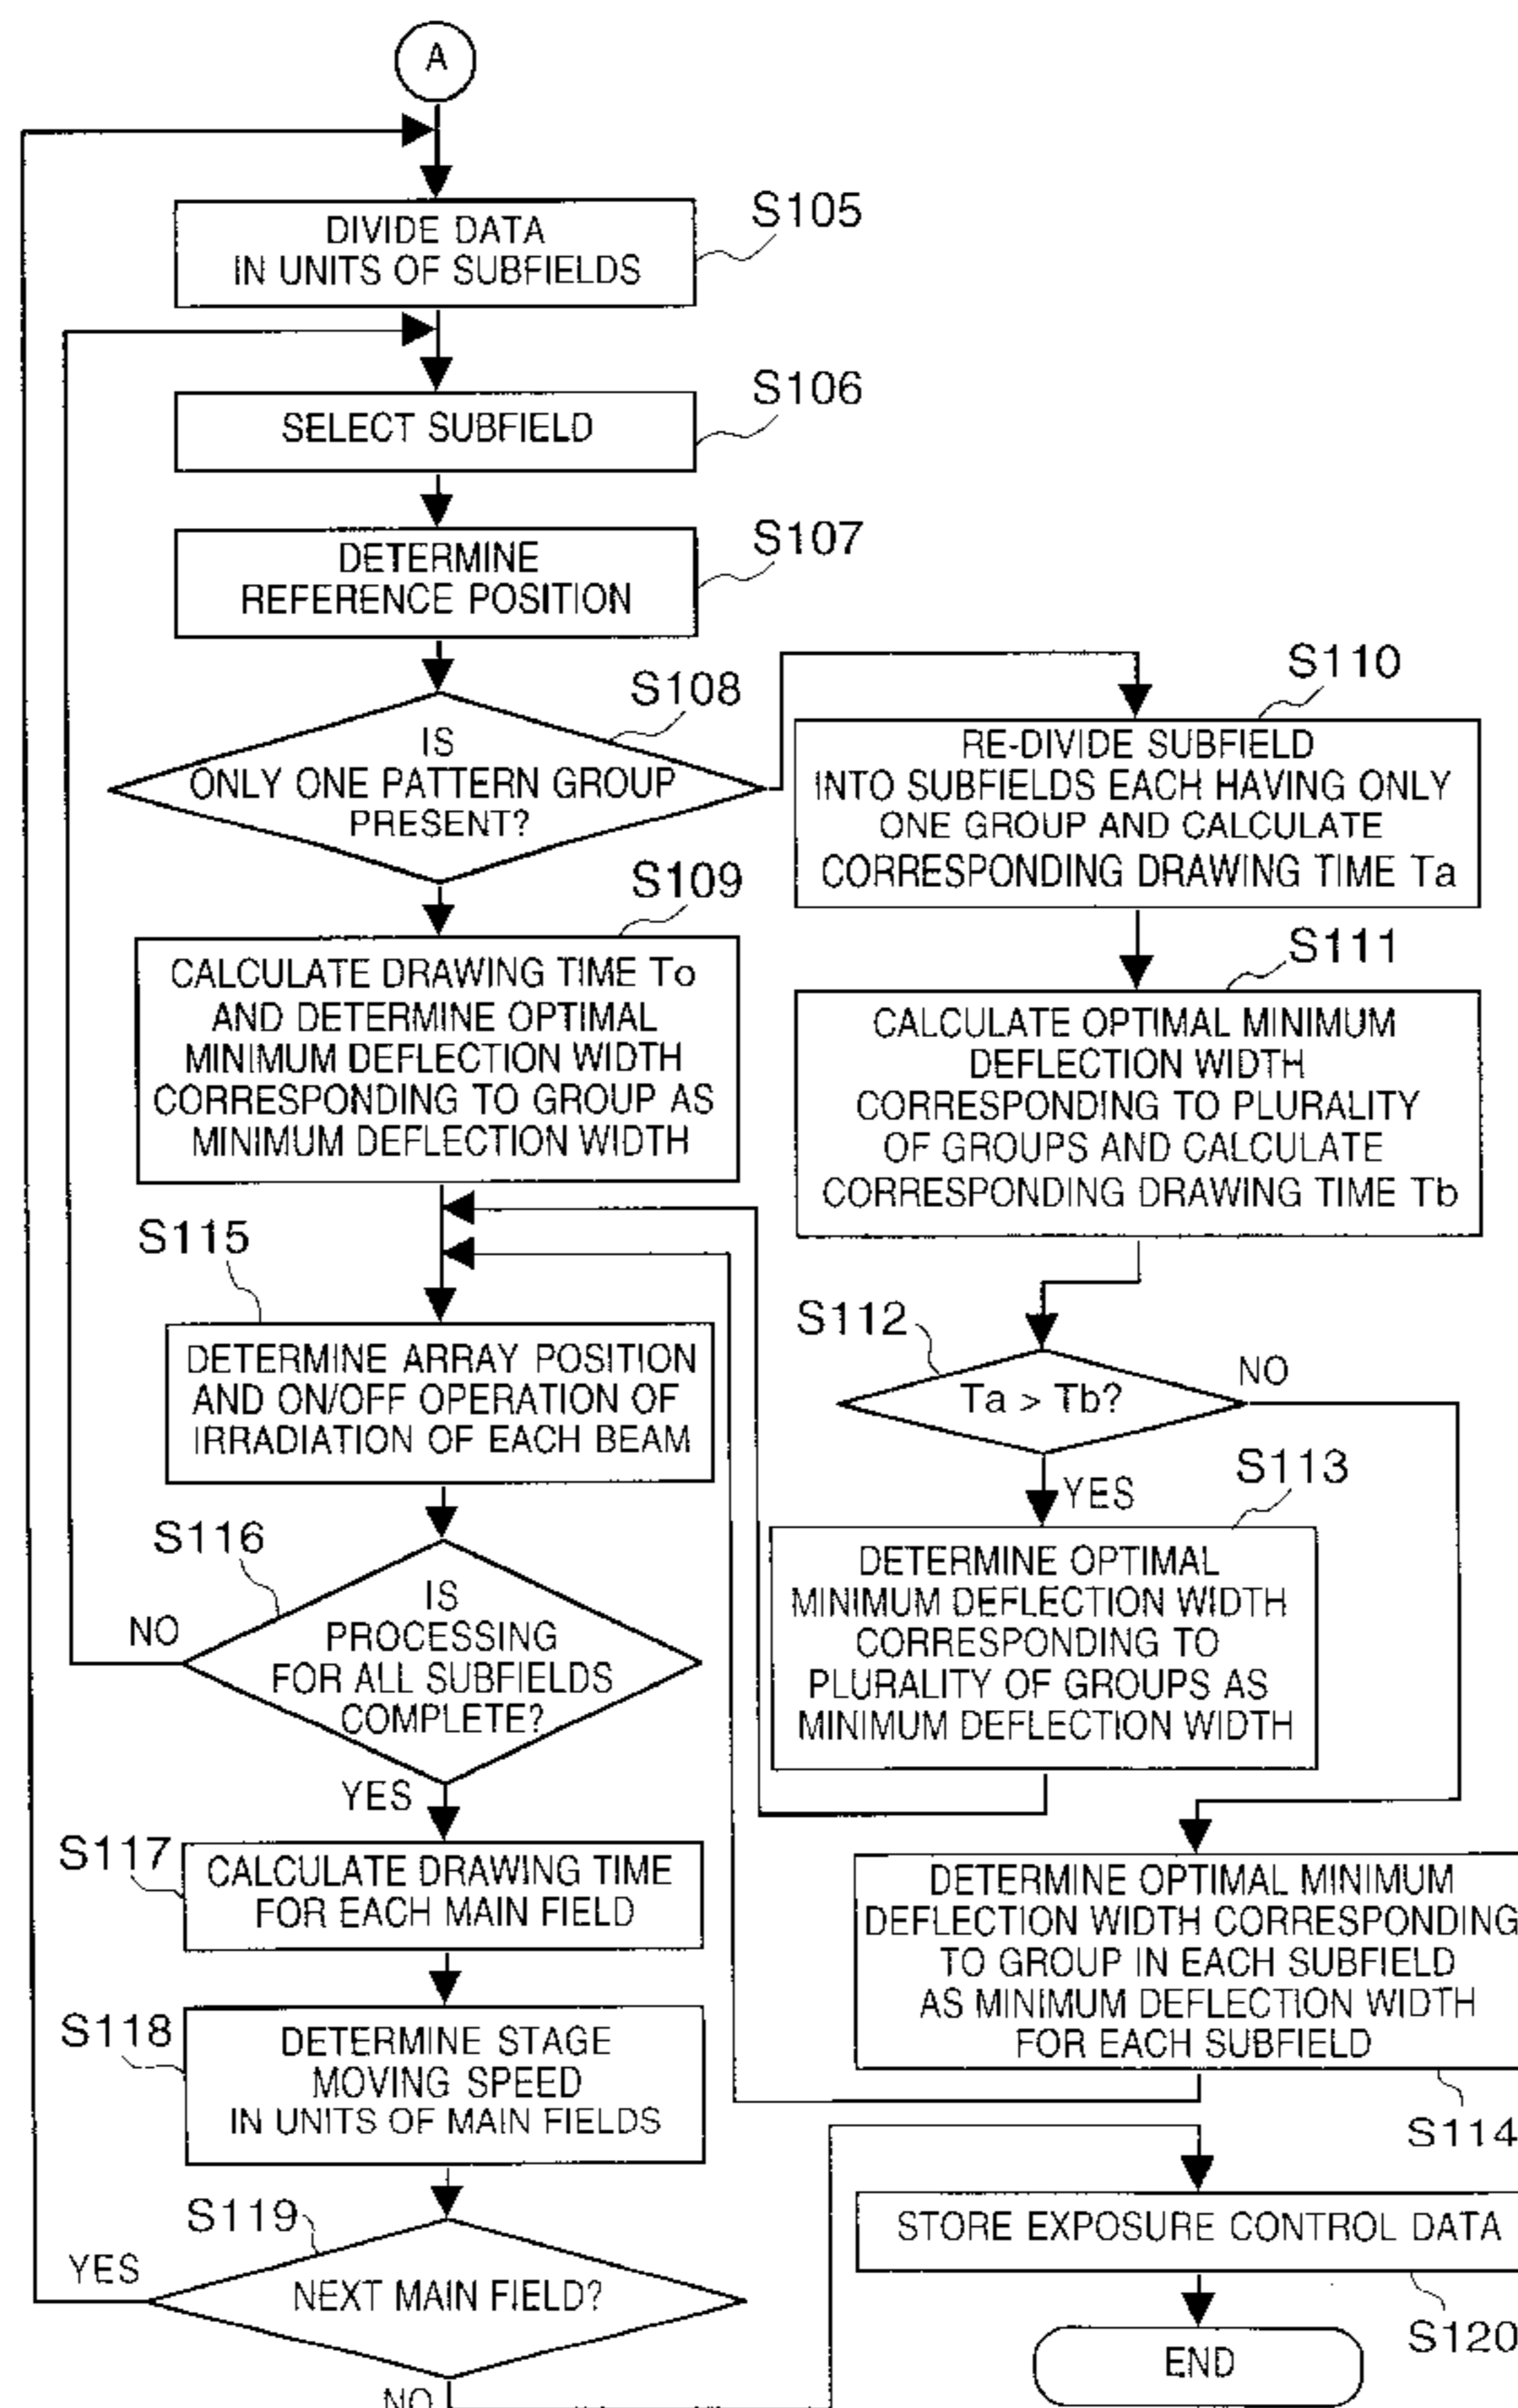 A
S105
DIVIDE DATA
IN UNITS OF SUBFIELDS
S106
SELECT SUBFIELD
S107
DETERMINE
REFERENCE POSITION
S108
IS
ONLY ONE PATTERN GROUP
PRESENT?
S109
CALCULATE DRAWING TIME To
AND DETERMINE OPTIMAL
MINIMUM DEFLECTION WIDTH
CORRESPONDING TO GROUP AS
MINIMUM DEFLECTION WIDTH
S110
RE-DIVIDE SUBFIELD
INTO SUBFIELDS EACH HAVING ONLY
ONE GROUP AND CALCULATE
CORRESPONDING DRAWING TIME Ta
S111
CALCULATE OPTIMAL MINIMUM
DEFLECTION WIDTH
CORRESPONDING TO PLURALITY
OF GROUPS AND CALCULATE
CORRESPONDING DRAWING TIME Tb
S112
Ta > Tb?
NO
YES
S113
DETERMINE OPTIMAL
MINIMUM DEFLECTION WIDTH
CORRESPONDING TO
PLURALITY OF GROUPS AS
MINIMUM DEFLECTION WIDTH
DETERMINE OPTIMAL MINIMUM
DEFLECTION WIDTH CORRESPONDING
TO GROUP IN EACH SUBFIELD
AS MINIMUM DEFLECTION WIDTH
FOR EACH SUBFIELD
S114
S115
DETERMINE ARRAY POSITION
AND ON/OFF OPERATION OF
IRRADIATION OF EACH BEAM
S116
IS
PROCESSING
FOR ALL SUBFIELDS
COMPLETE?
NO
YES
S117
CALCULATE DRAWING TIME
FOR EACH MAIN FIELD
S118
DETERMINE STAGE
MOVING SPEED
IN UNITS OF MAIN FIELDS
S119
YES
NEXT MAIN FIELD?
NO
STORE EXPOSURE CONTROL DATA
S120
END